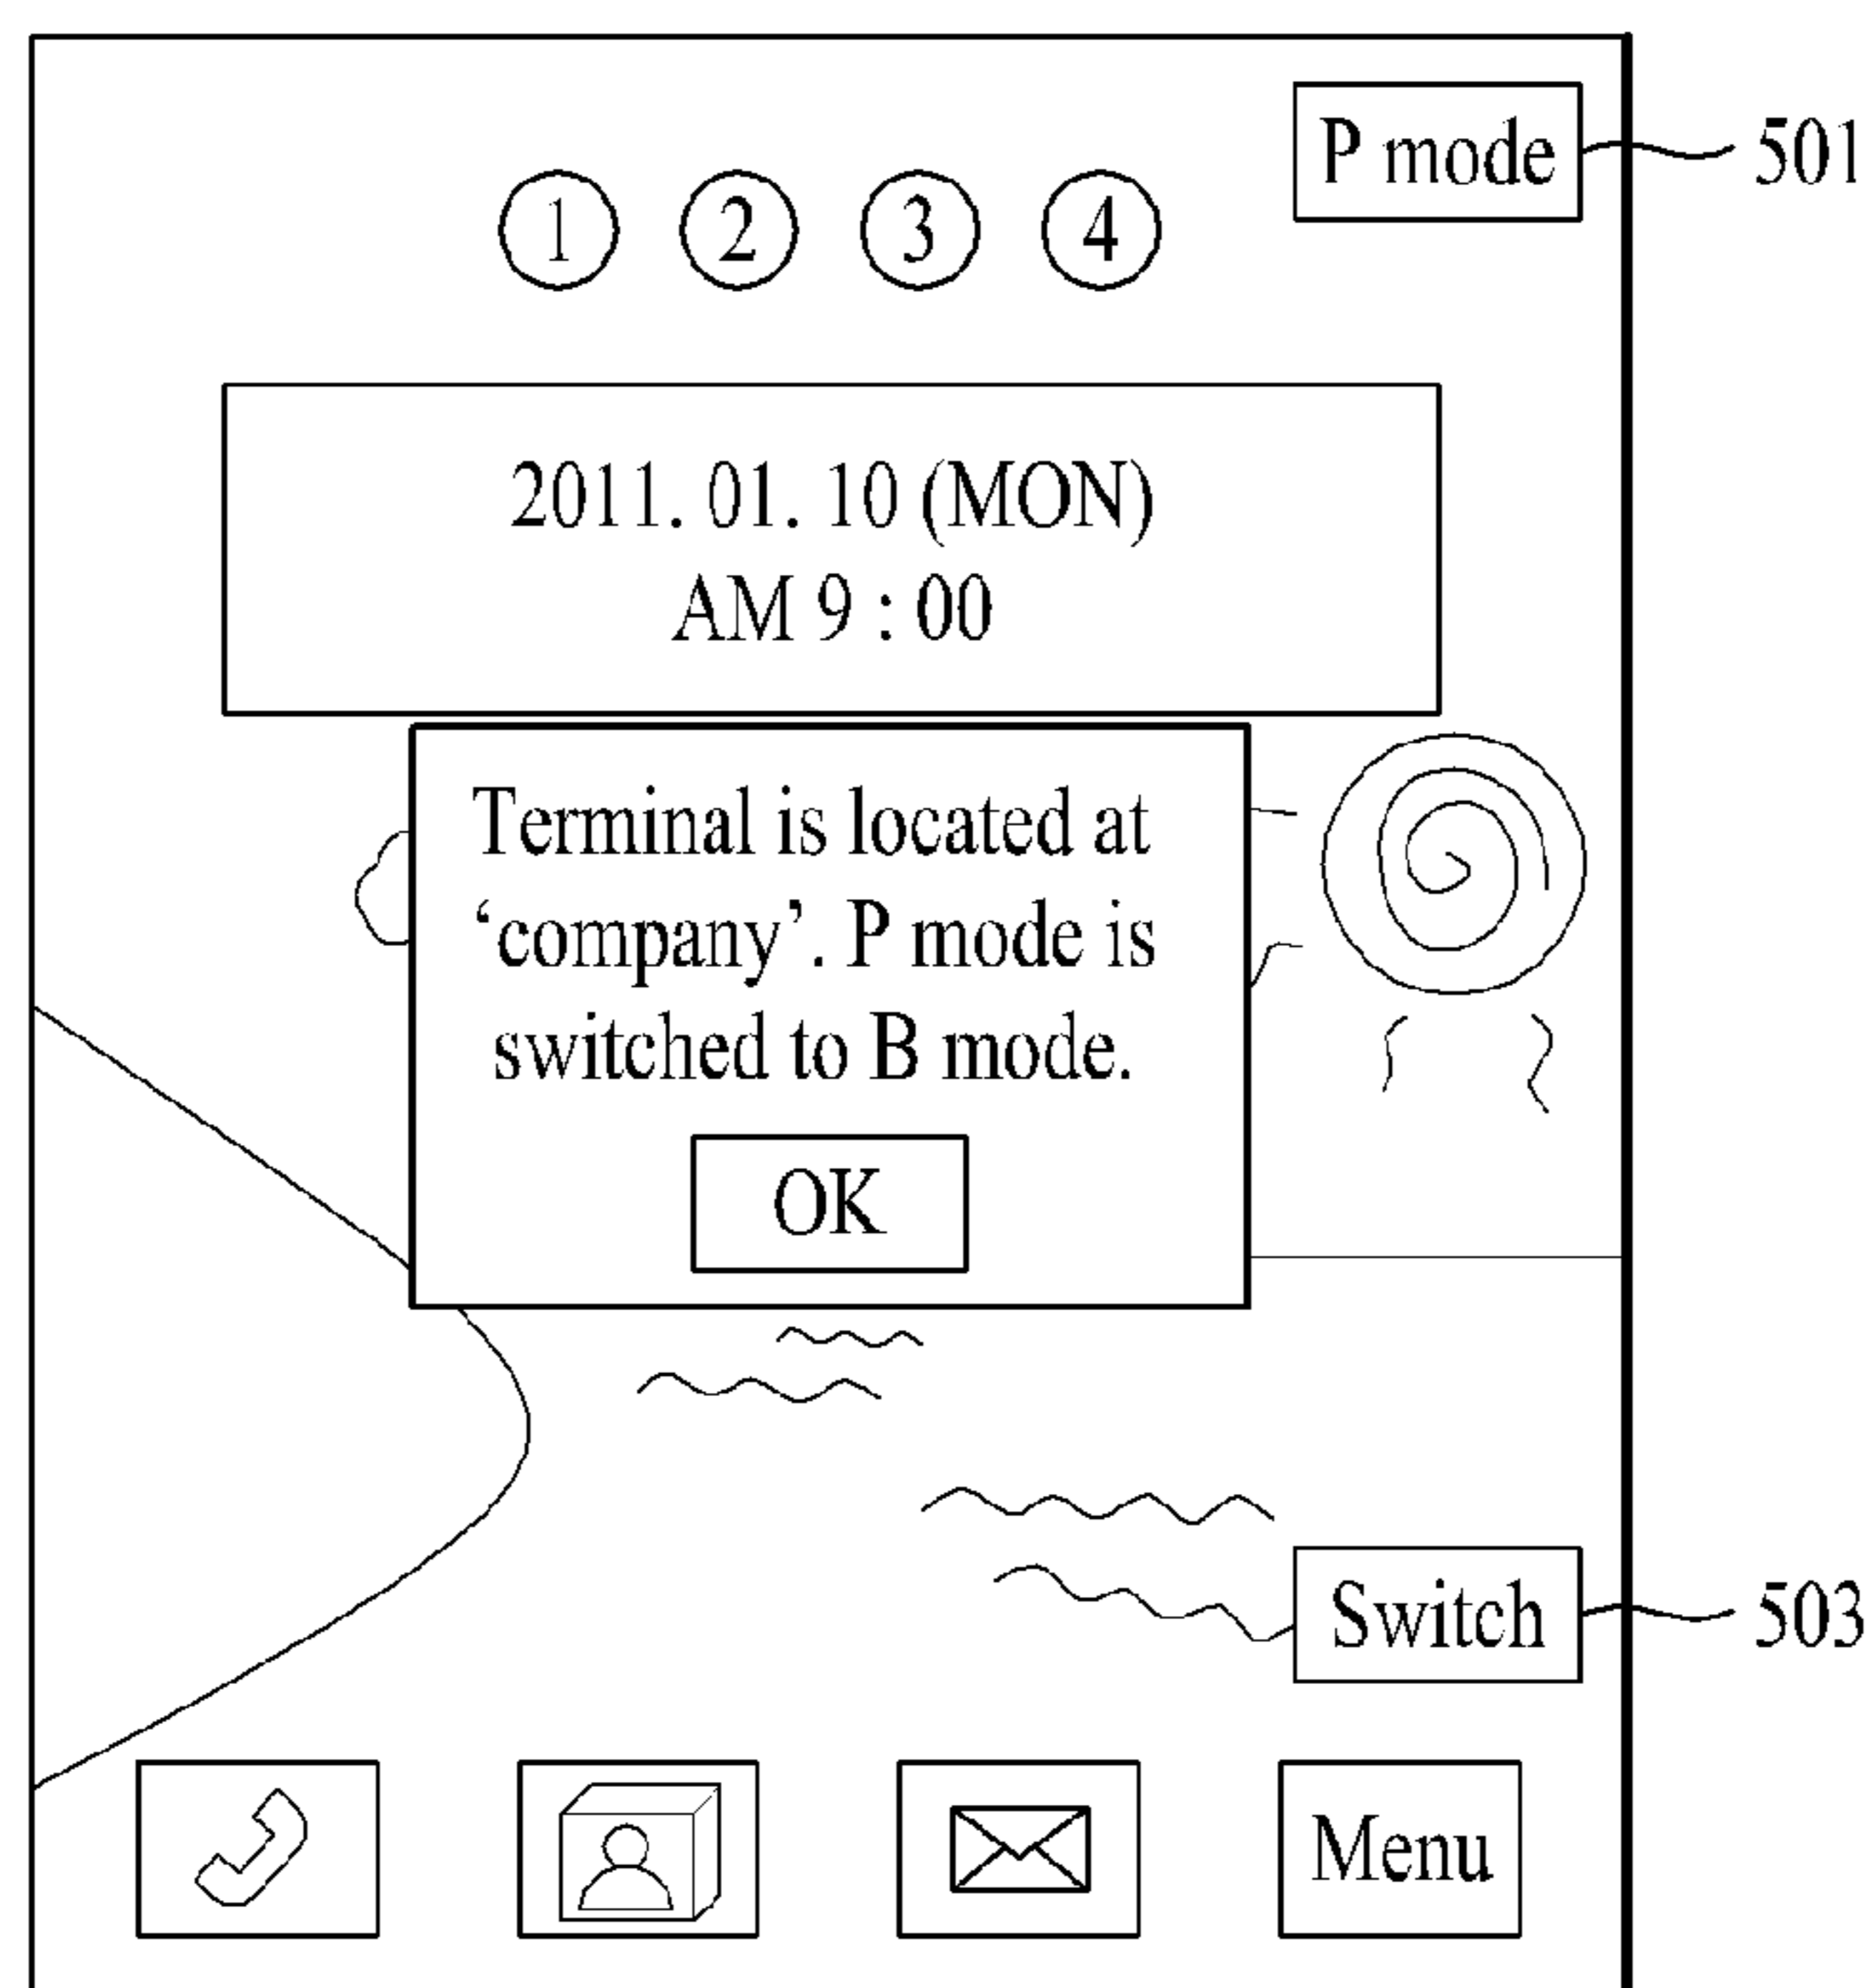 P mode
501
1 2 3 4
2011. 01. 10 (MON)
AM 9 : 00
Terminal is located at
‘company’. P mode is
switched to B mode.
OK
Switch
503
Menu